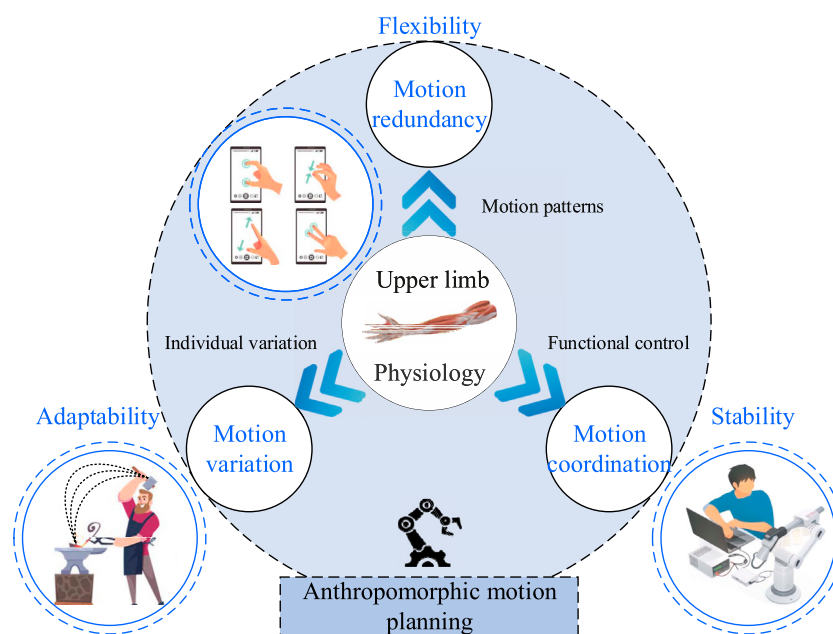 Flexibility
Motion
redundancy
Motion patterns
Upper limb
Physiology
Individual variation
Functional control
Adaptability
Stability
Motion
variation
Motion
coordination
Anthropomorphic motion
planning